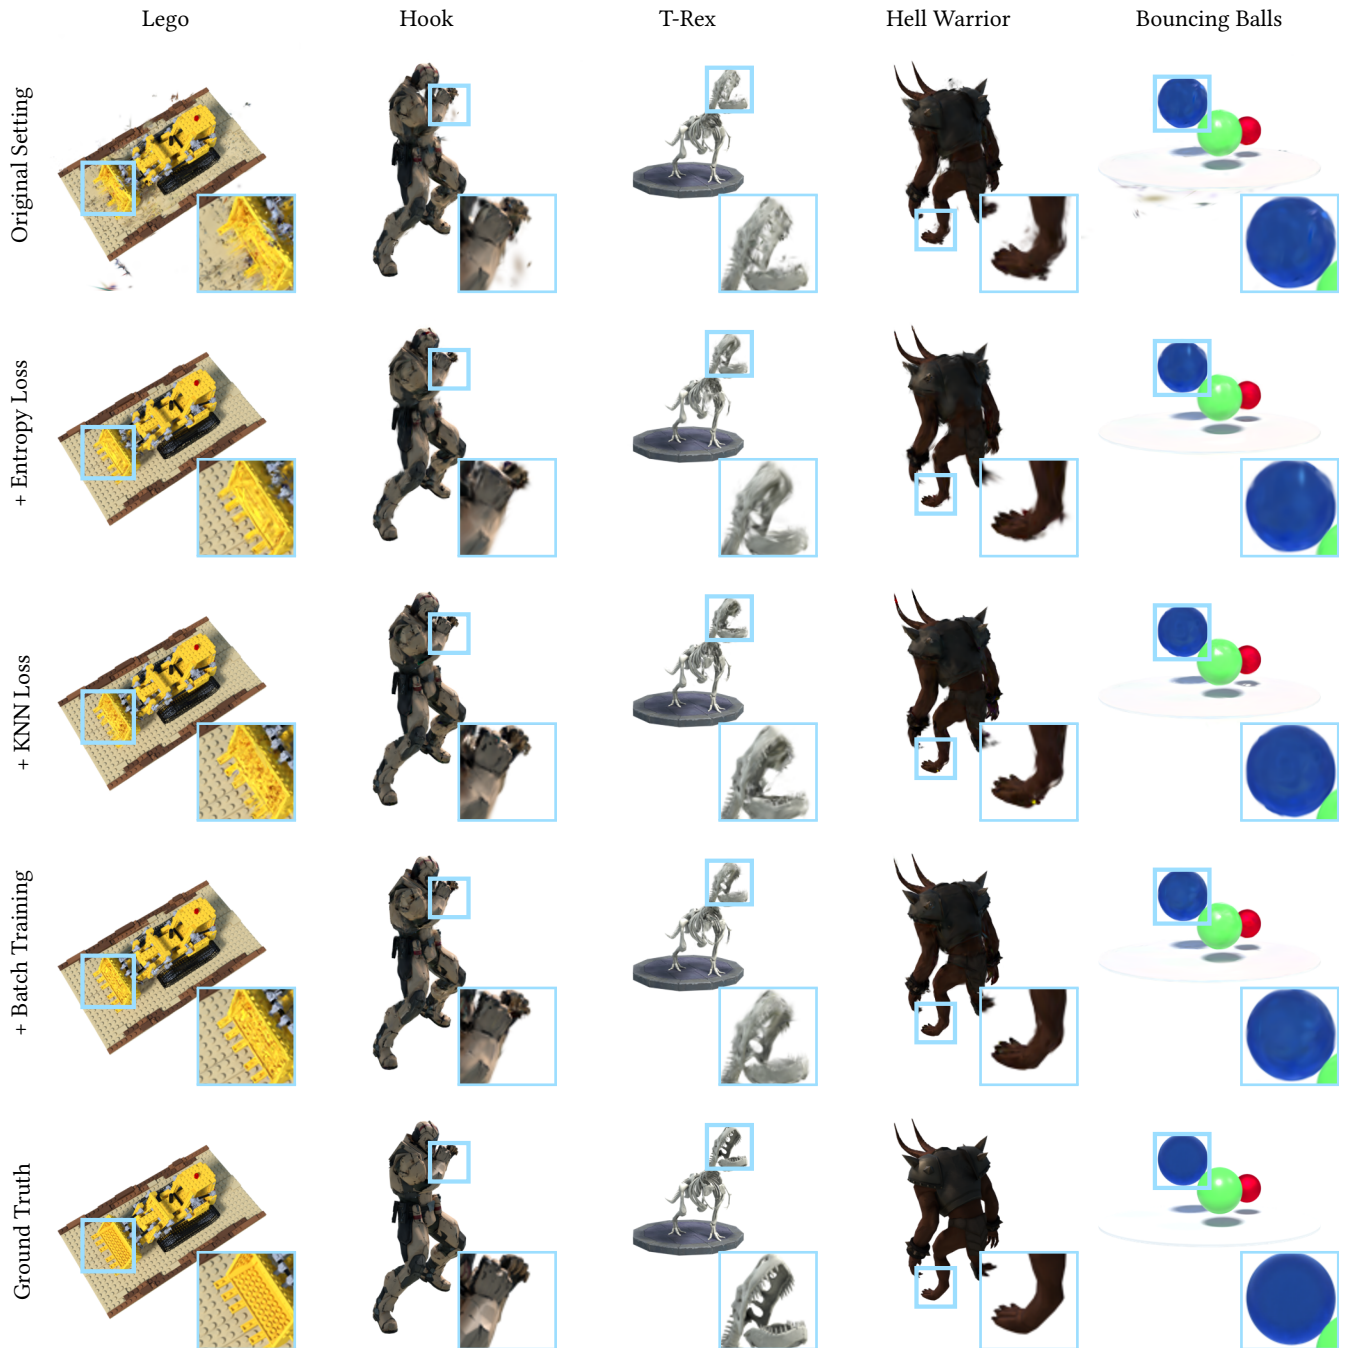 Lego
Hook
T-Rex
Hell Warrior
Bouncing Balls
Original Setting
+ Entropy Loss
+ KNN Loss
+ Batch Training
Ground Truth